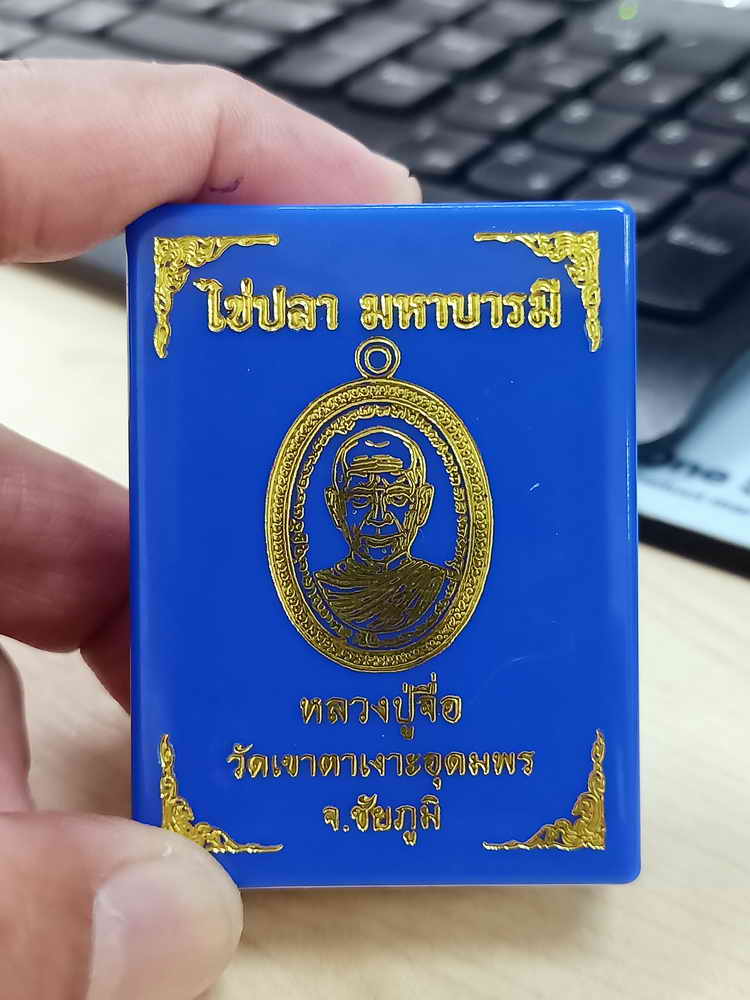 ไข่ปลา มหาบารมี
หลวงปู่จื่อ
วัดเขาตาเงาะอุดมพร
จ.ชัยภูมิ